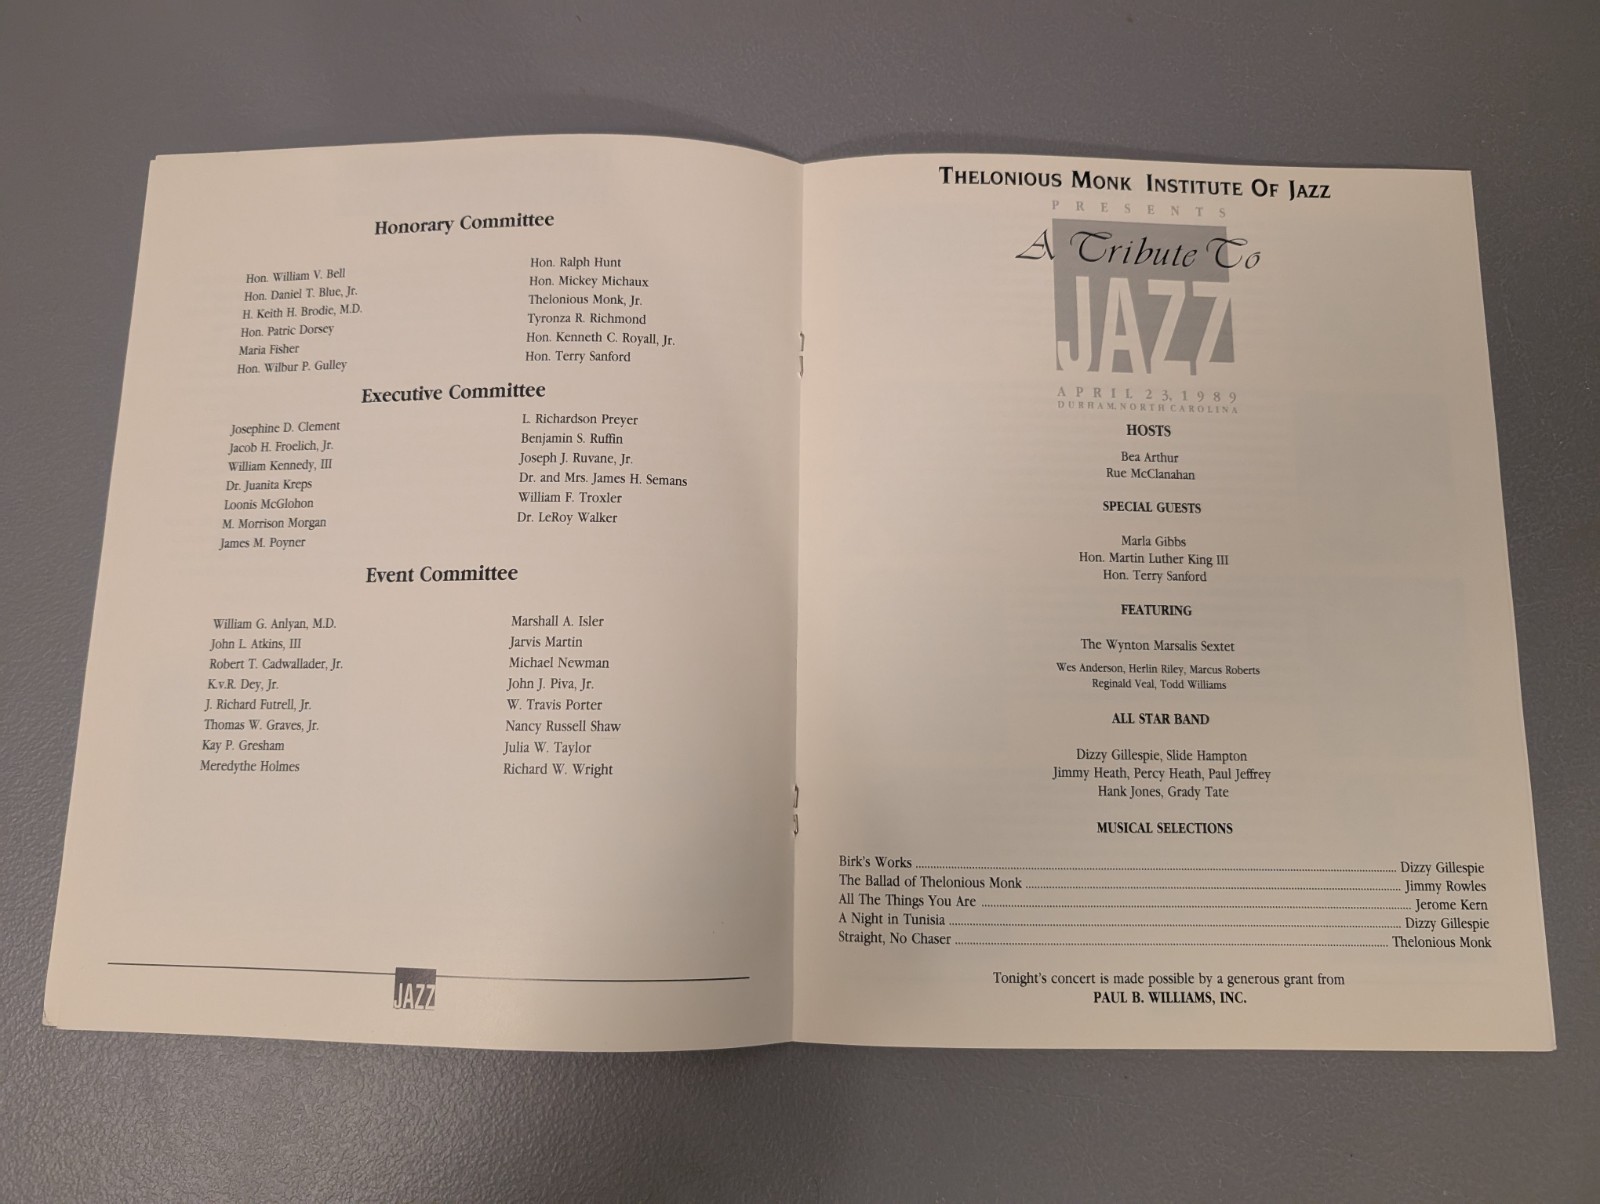 Honorary Committee
Hon. William V. Bell
Hon. Daniel T. Blue, Jr.
H. Keith H. Brodie, M.D.
Hon. Patric Dorsey
Maria Fisher
Hon. Wilbur P. Gulley
Hon. Ralph Hunt
Hon. Mickey Michaux
Thelonious Monk, Jr.
Tyronza R. Richmond
Hon. Kenneth C. Royall, Jr.
Hon. Terry Sanford
Executive Committee
Josephine D. Clement
Jacob H. Froelich, Jr.
William Kennedy, III
Dr. Juanita Kreps
Loonis McGlohon
M. Morrison Morgan
James M. Poyner
L. Richardson Preyer
Benjamin S. Ruffin
Joseph J. Ruvane, Jr.
Dr. and Mrs. James H. Semans
William F. Troxler
Dr. LeRoy Walker
Event Committee
William G. Anlyan, M.D.
John L. Atkins, III
Robert T. Cadwallader, Jr.
K.v.R. Dey, Jr.
J. Richard Futrell, Jr.
Thomas W. Graves, Jr.
Kay P. Gresham
Meredythe Holmes
Marshall A. Isler
Jarvis Martin
Michael Newman
John J. Piva, Jr.
W. Travis Porter
Nancy Russell Shaw
Julia W. Taylor
Richard W. Wright
JAZZ
THELONIOUS MONK INSTITUTE OF JAZZ
PRESENTS
A Tribute To
JAZZ
APRIL 23, 1989
DURHAM, NORTH CAROLINA
HOSTS
Bea Arthur
Rue McClanahan
SPECIAL GUESTS
Marla Gibbs
Hon. Martin Luther King III
Hon. Terry Sanford
FEATURING
The Wynton Marsalis Sextet
Wes Anderson, Herlin Riley, Marcus Roberts
Reginald Veal, Todd Williams
ALL STAR BAND
Dizzy Gillespie, Slide Hampton
Jimmy Heath, Percy Heath, Paul Jeffrey
Hank Jones, Grady Tate
MUSICAL SELECTIONS
Birk's Works ........ Dizzy Gillespie
The Ballad of Thelonious Monk ........ Jimmy Rowles
All The Things You Are ........ Jerome Kern
A Night in Tunisia ........ Dizzy Gillespie
Straight, No Chaser ........ Thelonious Monk
Tonight's concert is made possible by a generous grant from
PAUL B. WILLIAMS, INC.